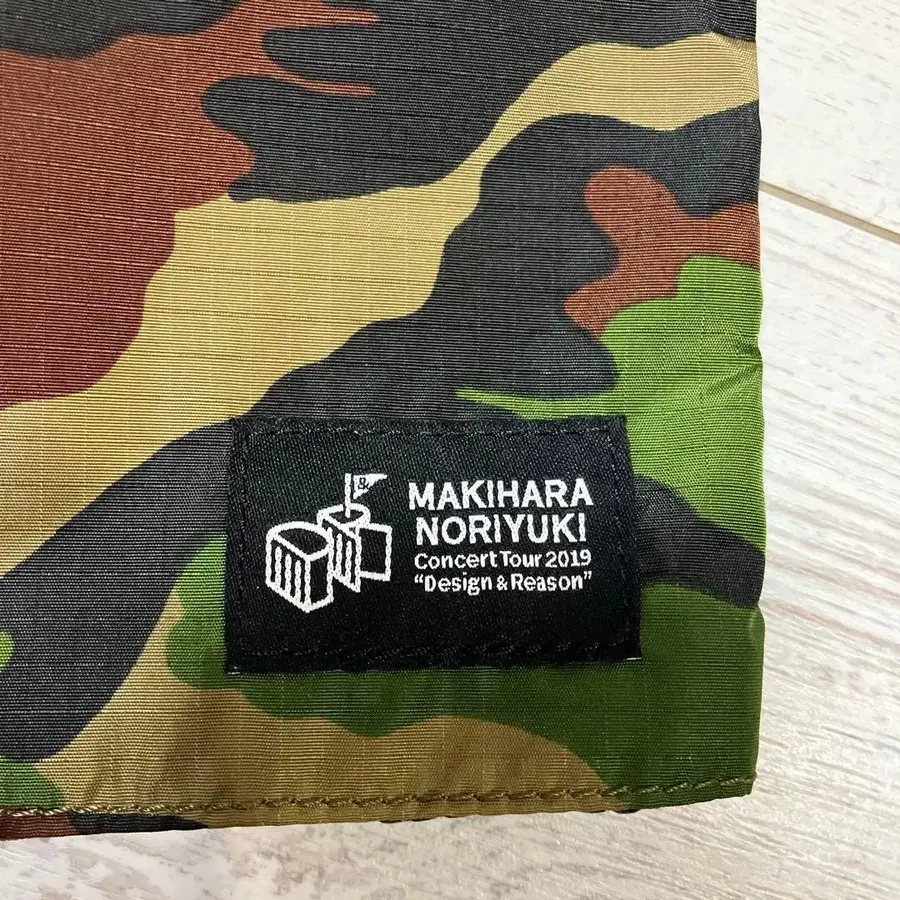 &
MAKIHARA
NORIYUKI
Concert Tour 2019
"Design & Reason"